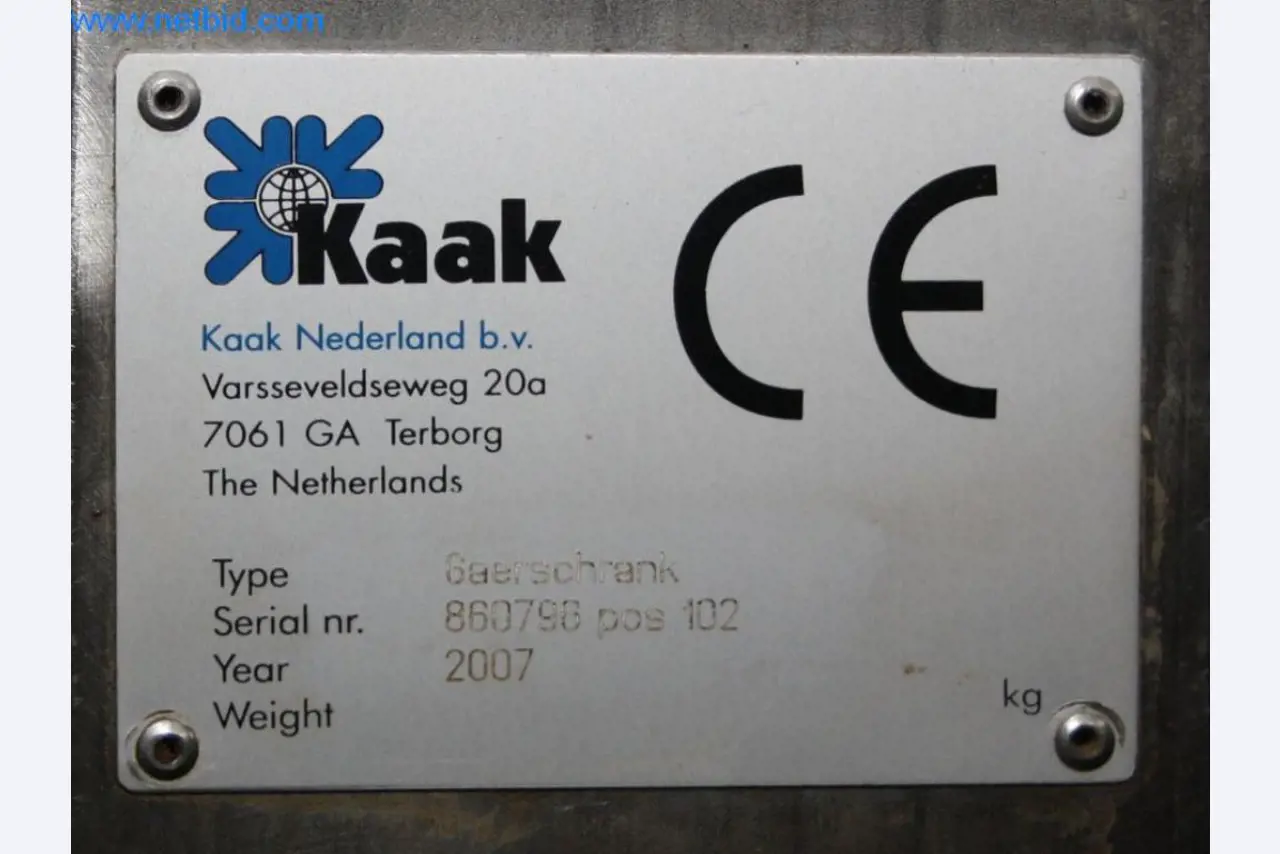 www.netbid.com
Kaak
CE
Kaak Nederland b.v.
Varsseveldseweg 20a
7061 GA Terborg
The Netherlands
Type Gaerschrank
Serial nr. 860796 pos 102
Year 2007
Weight kg